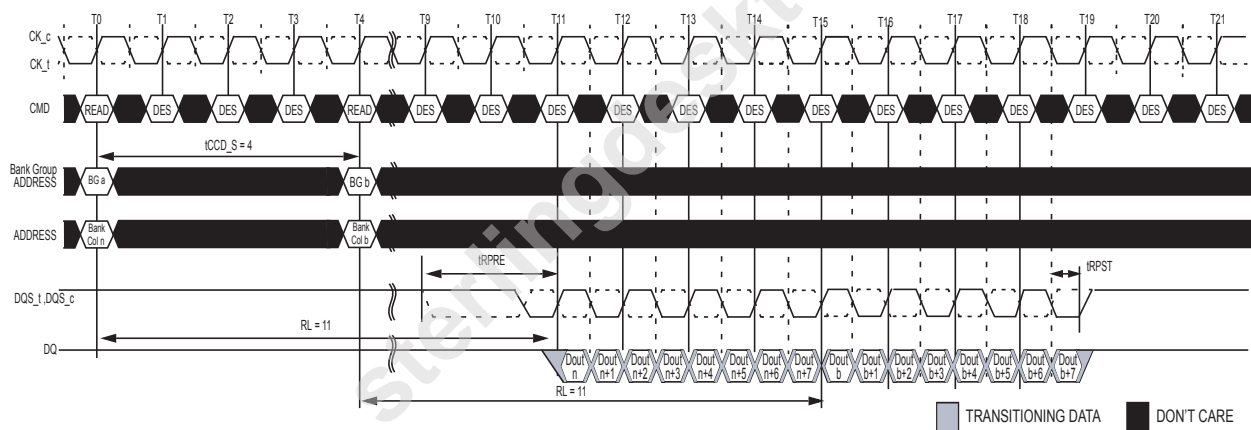 T0 T1 T2 T3 T4 T9 T10 T11 T12 T13 T14 T15 T16 T17 T18 T19 T20 T21
CK_c
CK_t
CMD READ DES DES DES READ DES DES DES DES DES DES DES DES DES DES DES DES DES
tCCD_S = 4
Bank Group
ADDRESS BG a BG b
ADDRESS Bank Col n Bank Col b
tRPRE tRPST
DQS_t ,DQS_c
RL = 11
DQ Dout n Dout n+1 Dout n+2 Dout n+3 Dout n+4 Dout n+5 Dout n+6 Dout n+7 Dout b Dout b+1 Dout b+2 Dout b+3 Dout b+4 Dout b+5 Dout b+6 Dout b+7
RL = 11
TRANSITIONING DATA DON'T CARE
sterlingdeskt